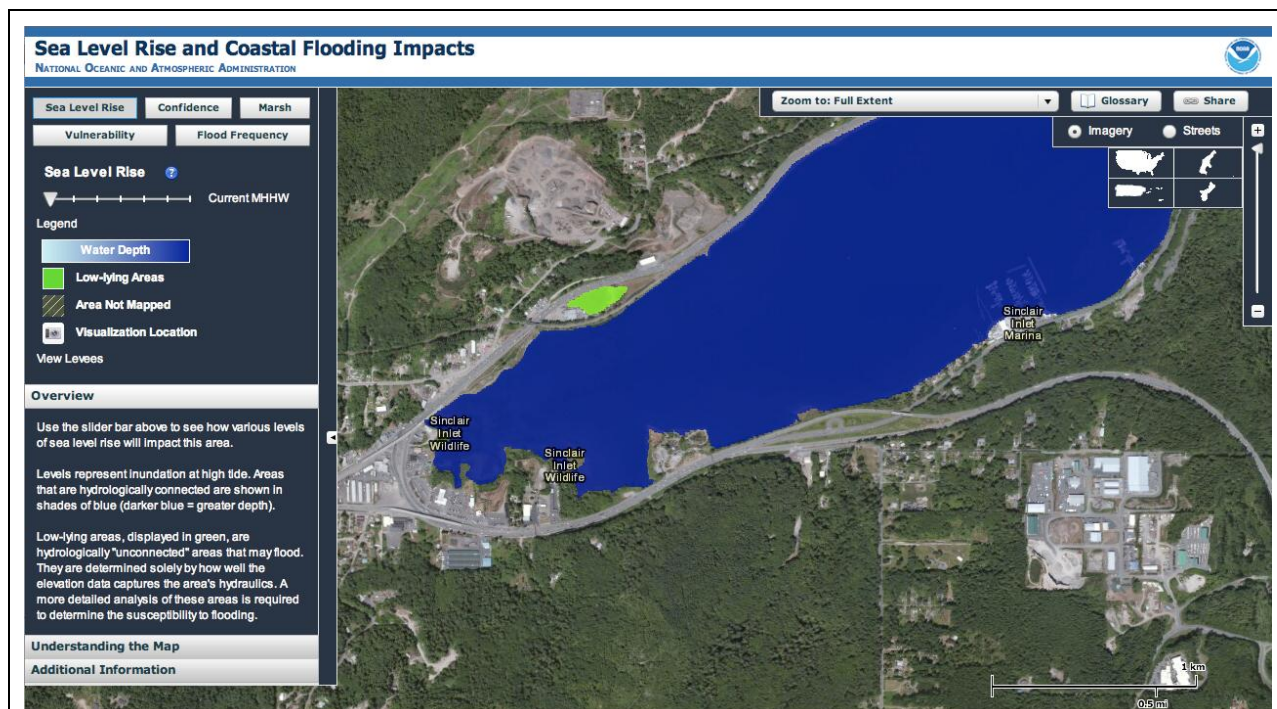 Sea Level Rise and Coastal Flooding Impacts
NATIONAL OCEANIC AND ATMOSPHERIC ADMINISTRATION
NOAA
Sea Level Rise
Confidence
Marsh
Vulnerability
Flood Frequency
Sea Level Rise ?
Current MHHW
Legend
Water Depth
Low-lying Areas
Area Not Mapped
Visualization Location
View Levees
Overview
Use the slider bar above to see how various levels
of sea level rise will impact this area.
Levels represent inundation at high tide. Areas
that are hydrologically connected are shown in
shades of blue (darker blue = greater depth).
Low-lying areas, displayed in green, are
hydrologically "unconnected" areas that may flood.
They are determined solely by how well the
elevation data captures the area's hydraulics. A
more detailed analysis of these areas is required
to determine the susceptibility to flooding.
Understanding the Map
Additional Information
Zoom to: Full Extent
Glossary
Share
Imagery
Streets
Sinclair
Inlet
Marina
Sinclair
Inlet
Wildlife
Sinclair
Inlet
Wildlife
1 km
0.5 mi